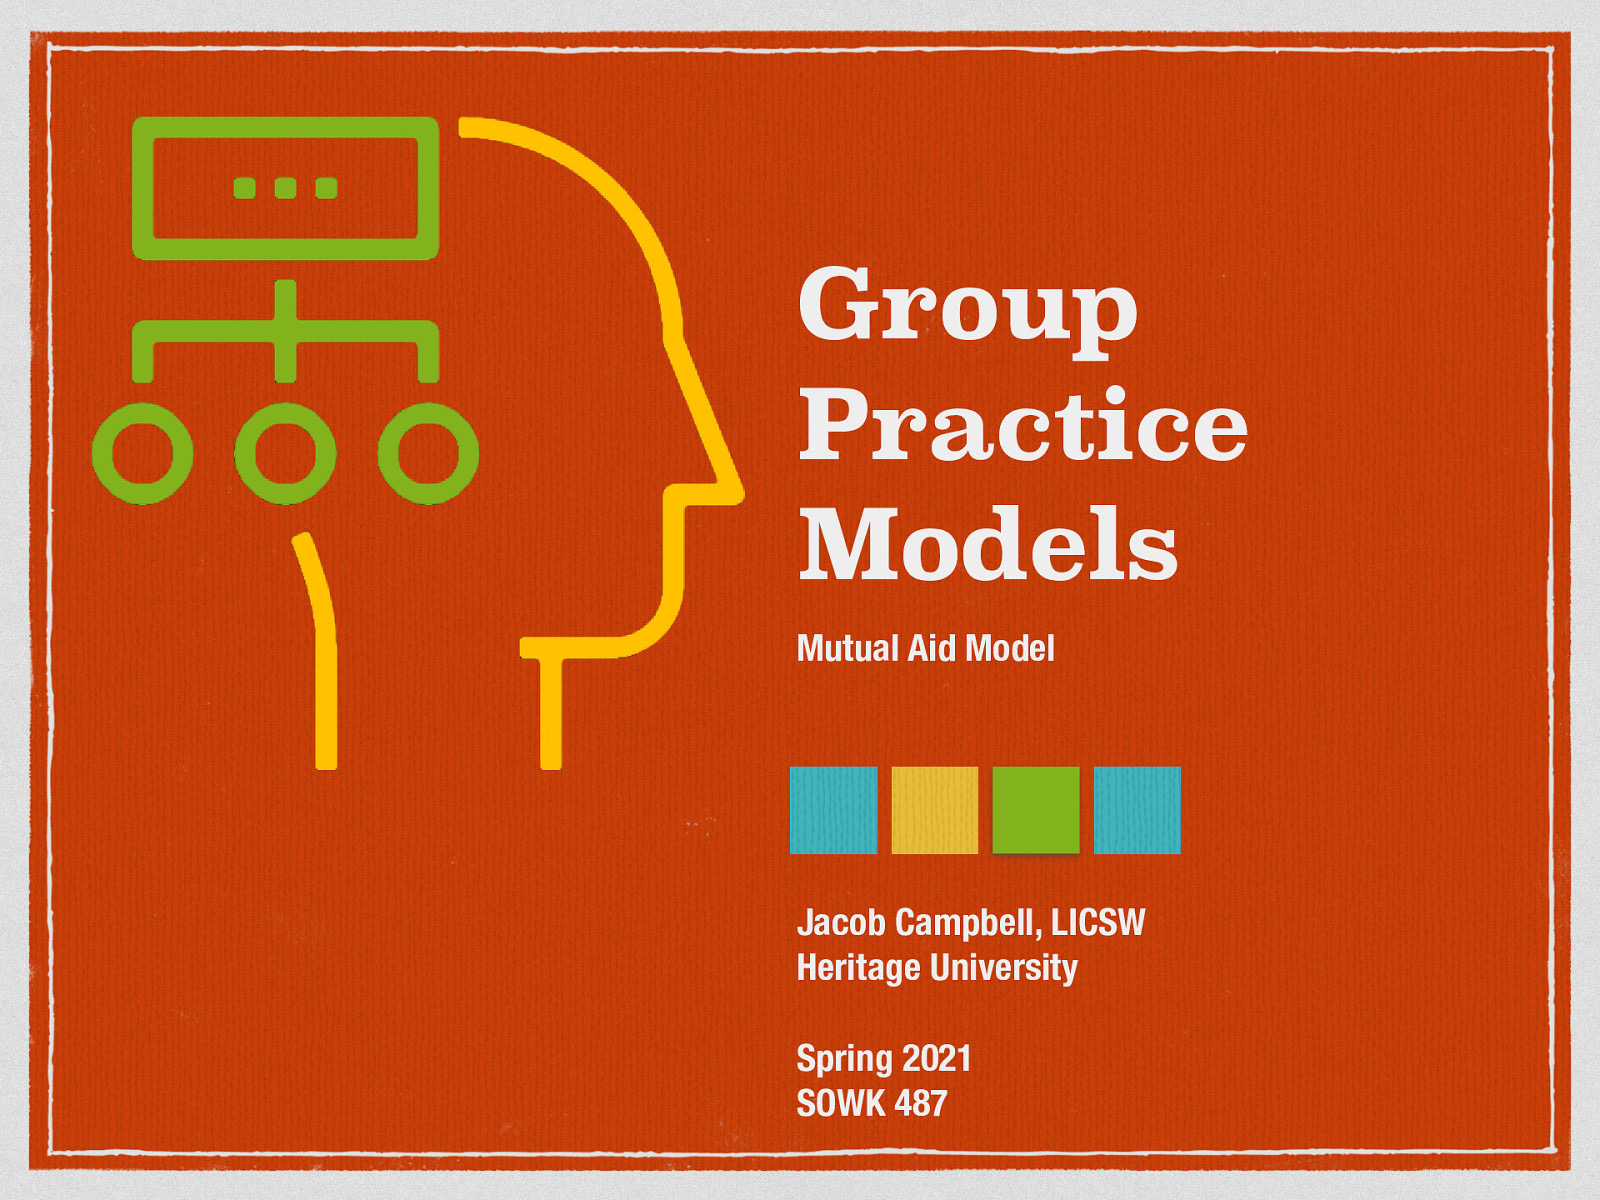 Group
Practice
Models
Mutual Aid Model
Jacob Campbell, LICSW
Heritage University
Spring 2021
SOWK 487